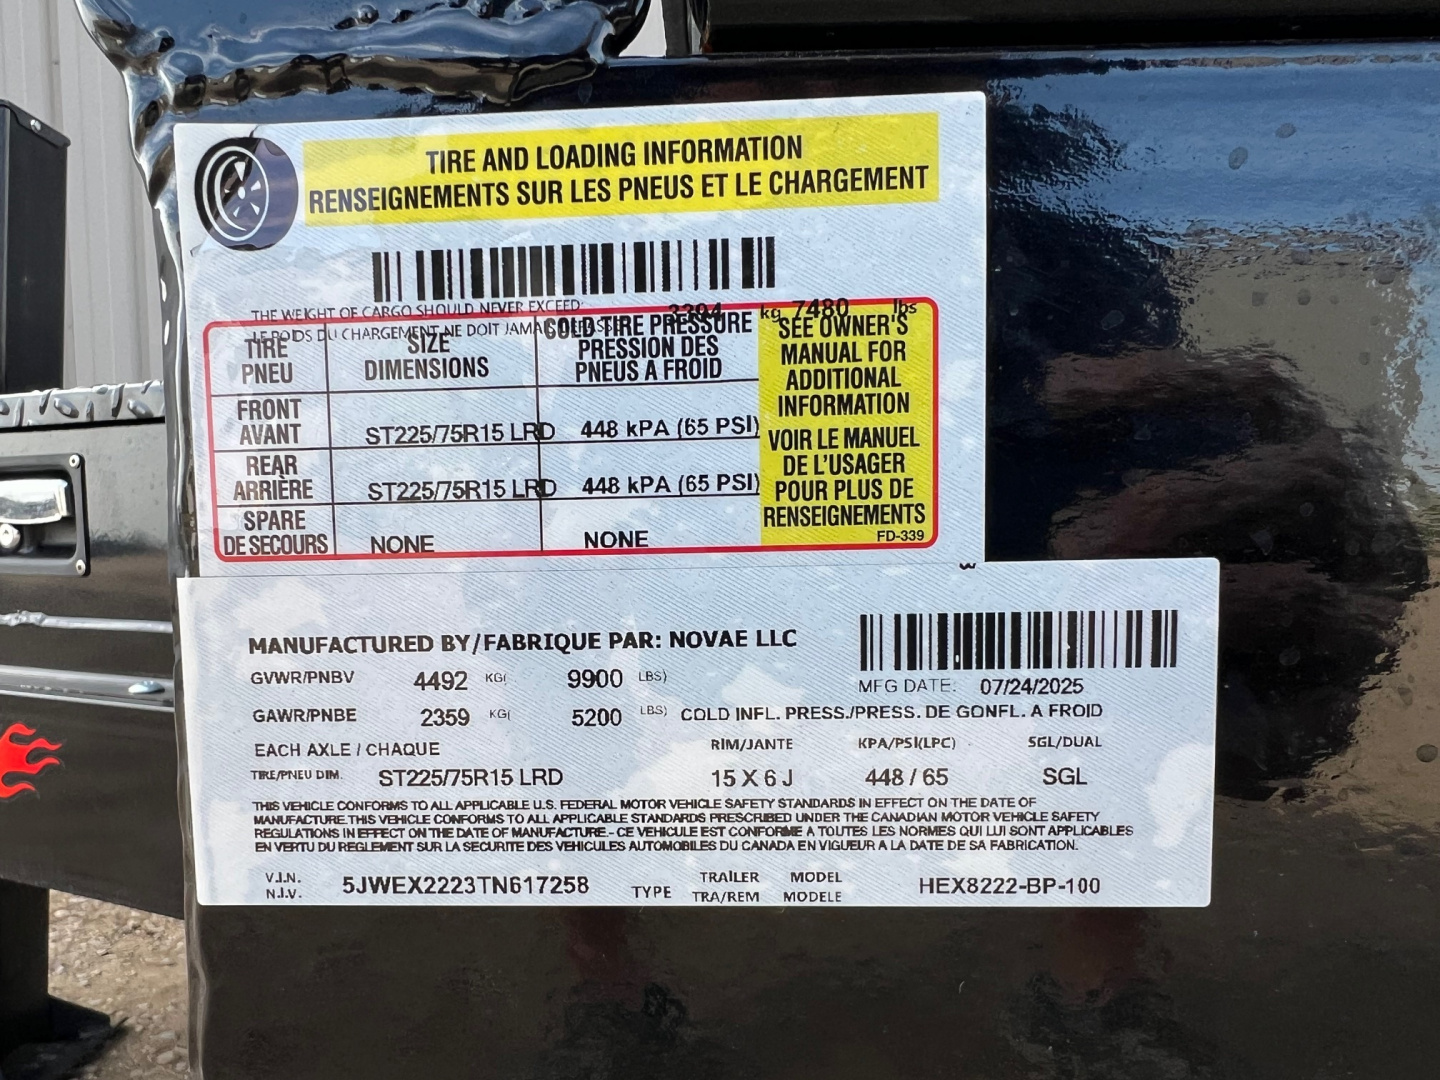 TIRE AND LOADING INFORMATION
RENSEIGNEMENTS SUR LES PNEUS ET LE CHARGEMENT
THE WEIGHT OF CARGO SHOULD NEVER EXCEED: 3394 kg 7480 lbs
LE POIDS DU CHARGEMENT NE DOIT JAMAIS DEPASSER
TIRE
PNEU
SIZE
DIMENSIONS
COLD TIRE PRESSURE
PRESSION DES
PNEUS A FROID
SEE OWNER'S
MANUAL FOR
ADDITIONAL
INFORMATION
VOIR LE MANUEL
DE L'USAGER
POUR PLUS DE
RENSEIGNEMENTS
FD-339
FRONT
AVANT
ST225/75R15 LRD 448 kPA (65 PSI)
REAR
ARRIÈRE
ST225/75R15 LRD 448 kPA (65 PSI)
SPARE
DE SECOURS
NONE NONE
MANUFACTURED BY/FABRIQUE PAR: NOVAE LLC
GVWR/PNBV 4492 KG( 9900 LBS)
MFG DATE: 07/24/2025
GAWR/PNBE 2359 KG( 5200 LBS) COLD INFL. PRESS./PRESS. DE GONFL. A FROID
EACH AXLE / CHAQUE RIM/JANTE KPA/PSI(LPC) SGL/DUAL
TIRE/PNEU DIM. ST225/75R15 LRD 15 X 6 J 448 / 65 SGL
THIS VEHICLE CONFORMS TO ALL APPLICABLE U.S. FEDERAL MOTOR VEHICLE SAFETY STANDARDS IN EFFECT ON THE DATE OF
MANUFACTURE.THIS VEHICLE CONFORMS TO ALL APPLICABLE STANDARDS PRESCRIBED UNDER THE CANADIAN MOTOR VEHICLE SAFETY
REGULATIONS IN EFFECT ON THE DATE OF MANUFACTURE.- CE VEHICULE EST CONFORME A TOUTES LES NORMES QUI LUI SONT APPLICABLES
EN VERTU DU REGLEMENT SUR LA SECURITE DES VEHICULES AUTOMOBILES DU CANADA EN VIGUEUR A LA DATE DE SA FABRICATION.
V.I.N.
N.I.V.
5JWEX2223TN617258
TYPE
TRAILER
TRA/REM
MODEL
MODELE
HEX8222-BP-100